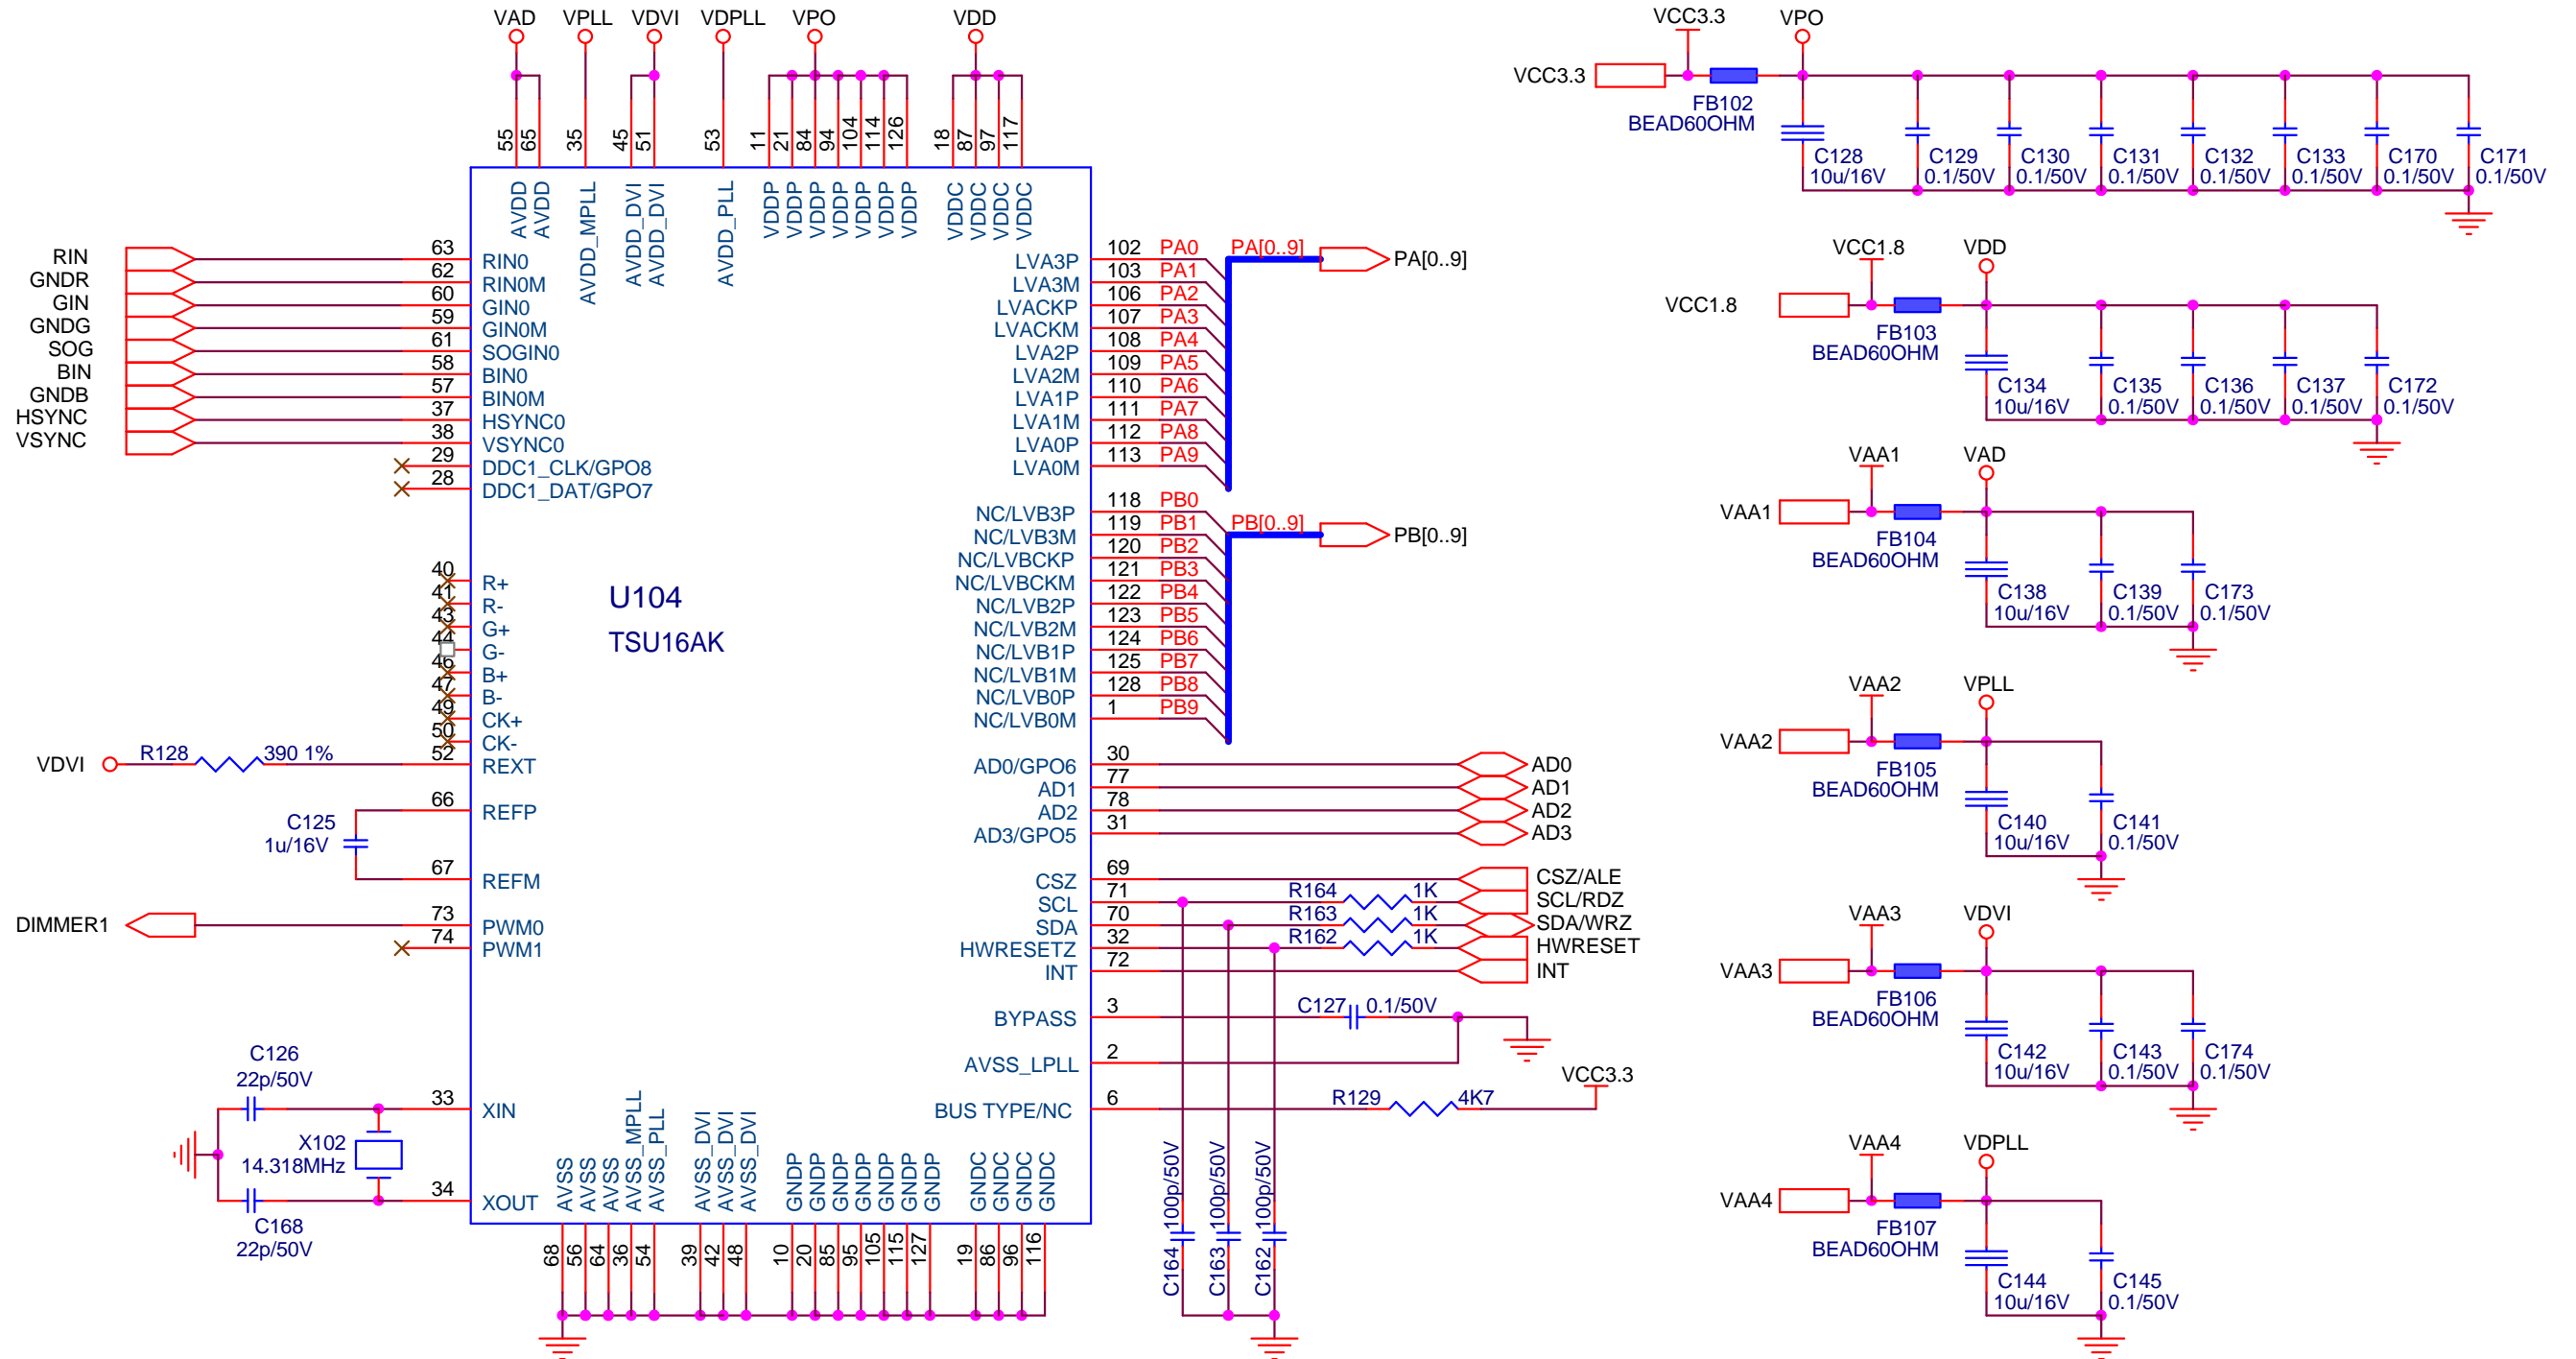 VAD VPLL VDVI VDPLL VPO VDD
55 65 35 45 51 53 11 21 84 94 104 114 126 18 87 97 117
AVDD AVDD AVDD_MPLL AVDD_DVI AVDD_DVI AVDD_PLL VDDP VDDP VDDP VDDP VDDP VDDP VDDP VDDC VDDC VDDC VDDC
RIN 63 RIN0
GNDR 62 RIN0M
GIN 60 GIN0
GNDG 59 GIN0M
SOG 61 SOGIN0
BIN 58 BIN0
GNDB 57 BIN0M
HSYNC 37 HSYNC0
VSYNC 38 VSYNC0
29 DDC1_CLK/GPO8
28 DDC1_DAT/GPO7
40 R+
41 R-
43 G+
44 G-
46 B+
47 B-
49 CK+
50 CK-
VDVI R128 390 1% 52 REXT
66 REFP
C125
1u/16V
67 REFM
DIMMER1 73 PWM0
74 PWM1
C126
22p/50V
33 XIN
X102
14.318MHz
34 XOUT
C168
22p/50V
U104
TSU16AK
LVA3P 102 PA0 PA[0..9] PA[0..9]
LVA3M 103 PA1
LVACKP 106 PA2
LVACKM 107 PA3
LVA2P 108 PA4
LVA2M 109 PA5
LVA1P 110 PA6
LVA1M 111 PA7
LVA0P 112 PA8
LVA0M 113 PA9
NC/LVB3P 118 PB0
NC/LVB3M 119 PB1 PB[0..9] PB[0..9]
NC/LVBCKP 120 PB2
NC/LVBCKM 121 PB3
NC/LVB2P 122 PB4
NC/LVB2M 123 PB5
NC/LVB1P 124 PB6
NC/LVB1M 125 PB7
NC/LVB0P 128 PB8
NC/LVB0M 1 PB9
AD0/GPO6 30 AD0
AD1 77 AD1
AD2 78 AD2
AD3/GPO5 31 AD3
CSZ 69 CSZ/ALE
SCL 71 R164 1K SCL/RDZ
SDA 70 R163 1K SDA/WRZ
HWRESETZ 32 R162 1K HWRESET
INT 72 INT
BYPASS 3 C127 0.1/50V
AVSS_LPLL 2
VCC3.3
BUS TYPE/NC 6 R129 4K7
C164 100p/50V
C163 100p/50V
C162 100p/50V
AVSS AVSS AVSS AVSS_MPLL AVSS_PLL AVSS_DVI AVSS_DVI AVSS_DVI GNDP GNDP GNDP GNDP GNDP GNDP GNDP GNDC GNDC GNDC GNDC
68 56 64 36 54 39 42 48 10 20 85 95 105 115 127 19 86 96 116
VCC3.3 VPO
VCC3.3
FB102
BEAD60OHM
C128 C129 C130 C131 C132 C133 C170 C171
10u/16V 0.1/50V 0.1/50V 0.1/50V 0.1/50V 0.1/50V 0.1/50V 0.1/50V
VCC1.8 VDD
VCC1.8
FB103
BEAD60OHM
C134 C135 C136 C137 C172
10u/16V 0.1/50V 0.1/50V 0.1/50V 0.1/50V
VAA1 VAD
VAA1
FB104
BEAD60OHM
C138 C139 C173
10u/16V 0.1/50V 0.1/50V
VAA2 VPLL
VAA2
FB105
BEAD60OHM
C140 C141
10u/16V 0.1/50V
VAA3 VDVI
VAA3
FB106
BEAD60OHM
C142 C143 C174
10u/16V 0.1/50V 0.1/50V
VAA4 VDPLL
VAA4
FB107
BEAD60OHM
C144 C145
10u/16V 0.1/50V